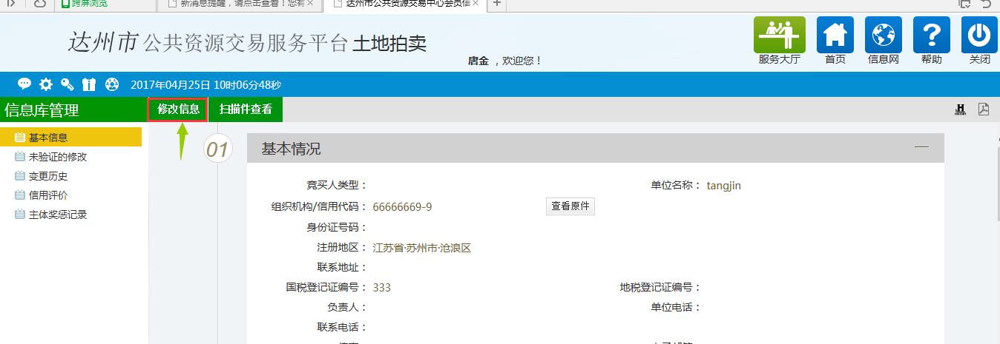 跨屏浏览
新消息提醒，请点击查看！您有
达州市公共资源交易中心会员信
达州市 公共资源交易服务平台 土地拍卖
唐金 ，欢迎您！
服务大厅 首页 信息网 帮助 关闭
2017年04月25日 10时06分48秒
信息库管理
修改信息 扫描件查看
基本信息
未验证的修改
变更历史
信用评价
主体奖惩记录
01
基本情况
竞买人类型：
单位名称： tangjin
组织机构/信用代码： 66666669-9 查看原件
身份证号码：
注册地区： 江苏省·苏州市·沧浪区
联系地址：
国税登记证编号： 333
地税登记证编号：
负责人：
单位电话：
联系电话：